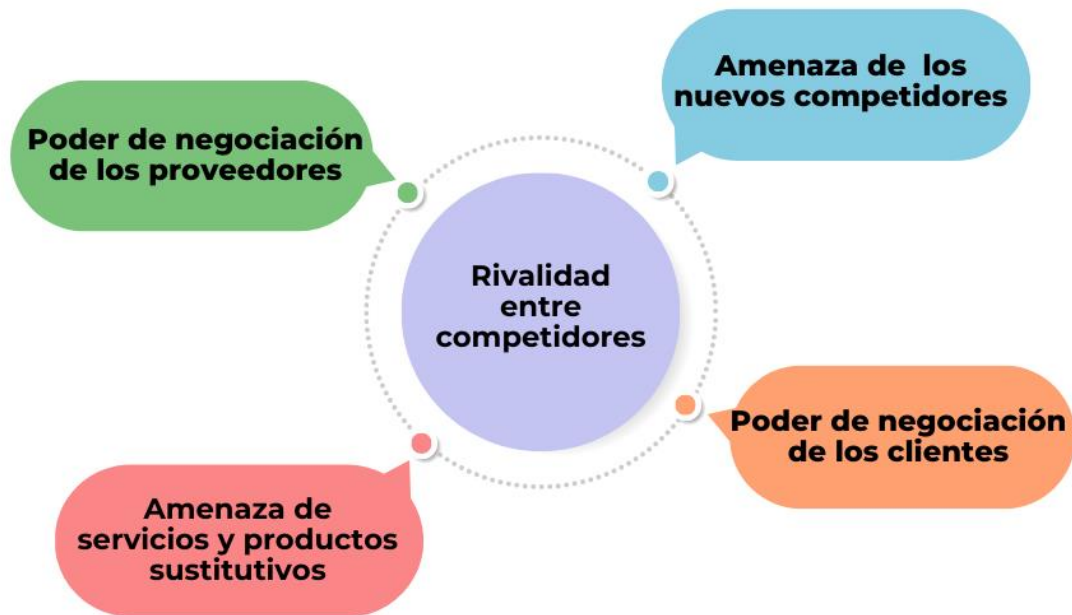 Amenaza de los
nuevos competidores
Poder de negociación
de los proveedores
Rivalidad
entre
competidores
Poder de negociación
de los clientes
Amenaza de
servicios y productos
sustitutivos